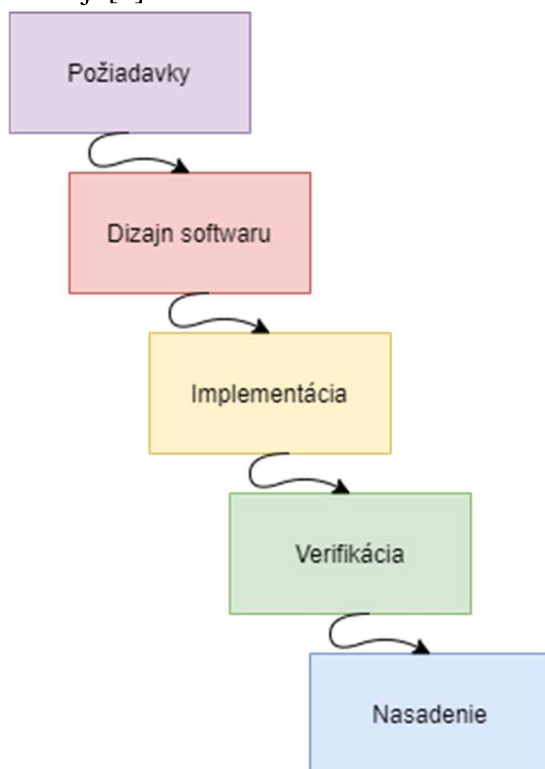 Požiadavky
Dizajn softwaru
Implementácia
Verifikácia
Nasadenie